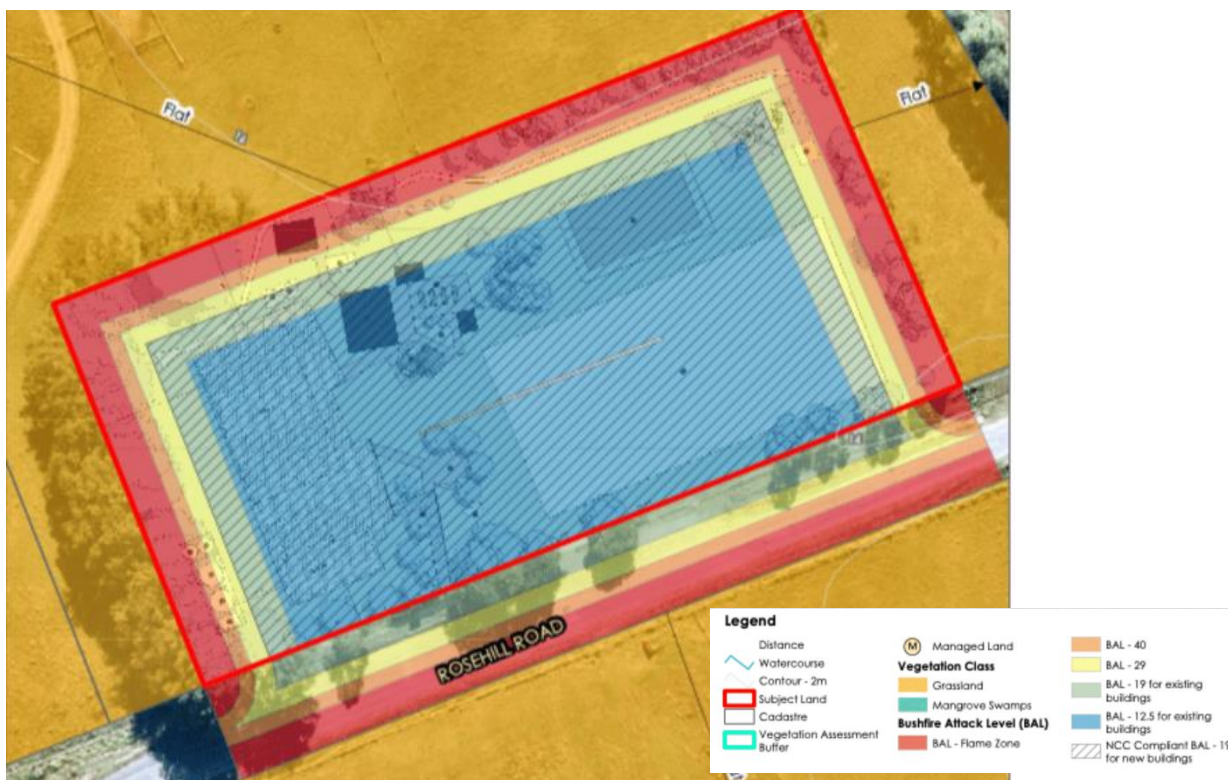 Flat
Flat
ROSEHILL ROAD
Legend
Distance
Watercourse
Contour - 2m
Subject Land
Cadastre
Vegetation Assessment
Buffer
M Managed Land
Vegetation Class
Grassland
Mangrove Swamps
Bushfire Attack Level (BAL)
BAL - Flame Zone
BAL - 40
BAL - 29
BAL - 19 for existing
buildings
BAL - 12.5 for existing
buildings
NCC Compliant BAL - 19
for new buildings